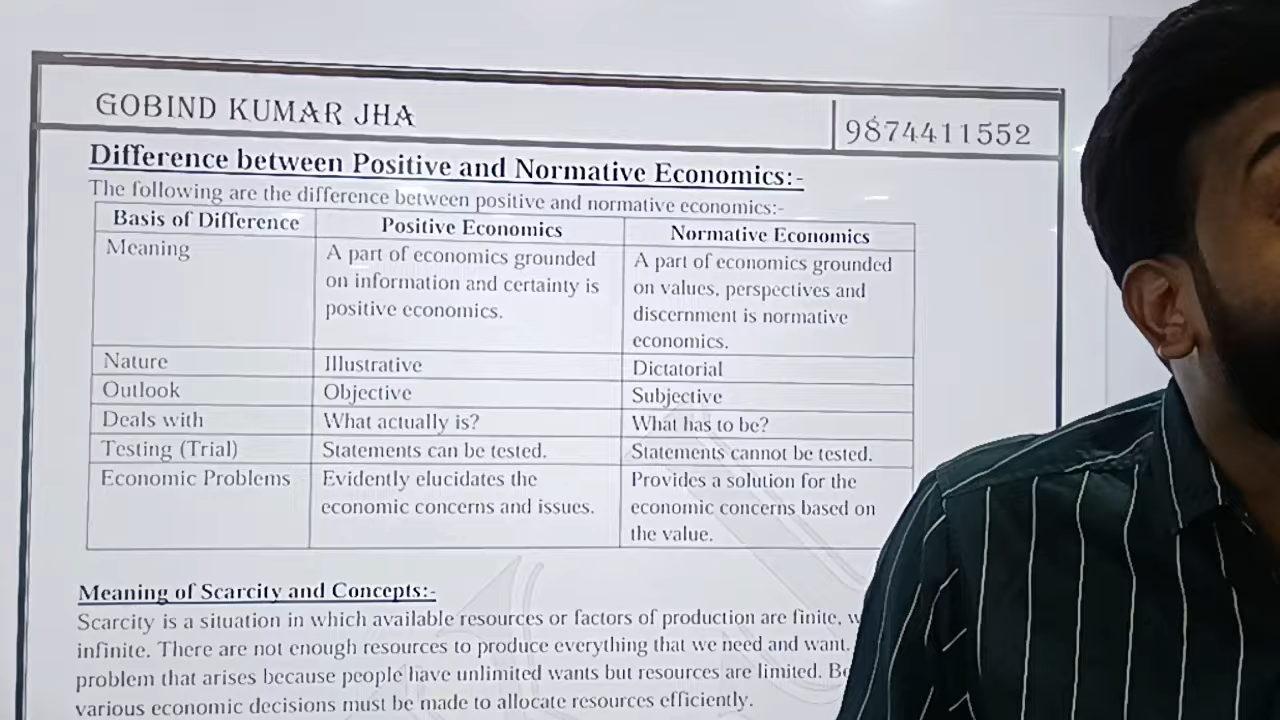 GOBIND KUMAR JHA
9874411552
Difference between Positive and Normative Economics:-
The following are the difference between positive and normative economics:-
Basis of Difference Positive Economics Normative Economics
Meaning A part of economics grounded A part of economics grounded
on information and certainty is on values, perspectives and
positive economics. discernment is normative
economics.
Nature Illustrative Dictatorial
Outlook Objective Subjective
Deals with What actually is? What has to be?
Testing (Trial) Statements can be tested. Statements cannot be tested.
Economic Problems Evidently elucidates the Provides a solution for the
economic concerns and issues. economic concerns based on
the value.
Meaning of Scarcity and Concepts:-
Scarcity is a situation in which available resources or factors of production are finite,
infinite. There are not enough resources to produce everything that we need and want.
problem that arises because people have unlimited wants but resources are limited.
various economic decisions must be made to allocate resources efficiently.